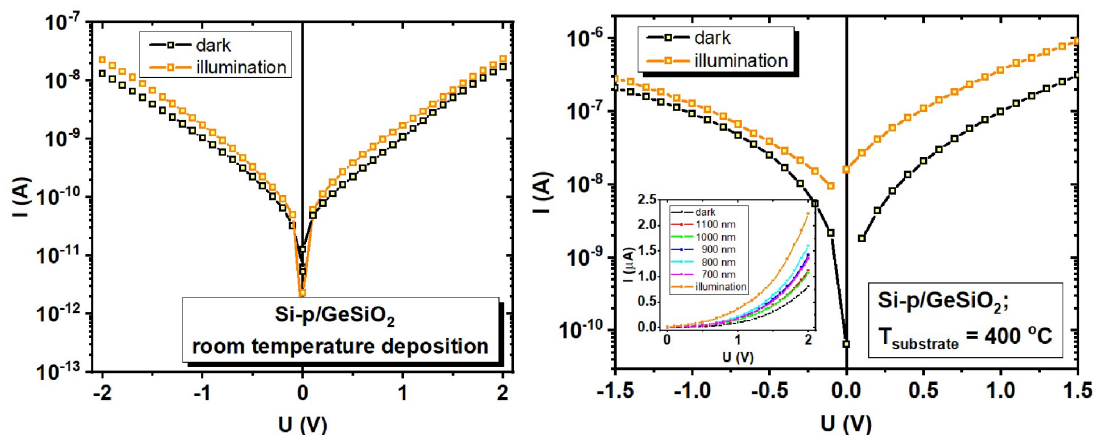 10⁻⁷
10⁻⁸
10⁻⁹
10⁻¹⁰
10⁻¹¹
10⁻¹²
10⁻¹³
I (A)
dark
illumination
Si-p/GeSiO₂
room temperature deposition
-2 -1 0 1 2
U (V)
10⁻⁶
10⁻⁷
10⁻⁸
10⁻⁹
10⁻¹⁰
I (A)
dark
illumination
2.5
2.0
1.5
1.0
0.5
0.0
I (μA)
dark
1100 nm
1000 nm
900 nm
800 nm
700 nm
illumination
0 1 2
U (V)
Si-p/GeSiO₂;
T substrate = 400 °C
-1.5 -1.0 -0.5 0.0 0.5 1.0 1.5
U (V)